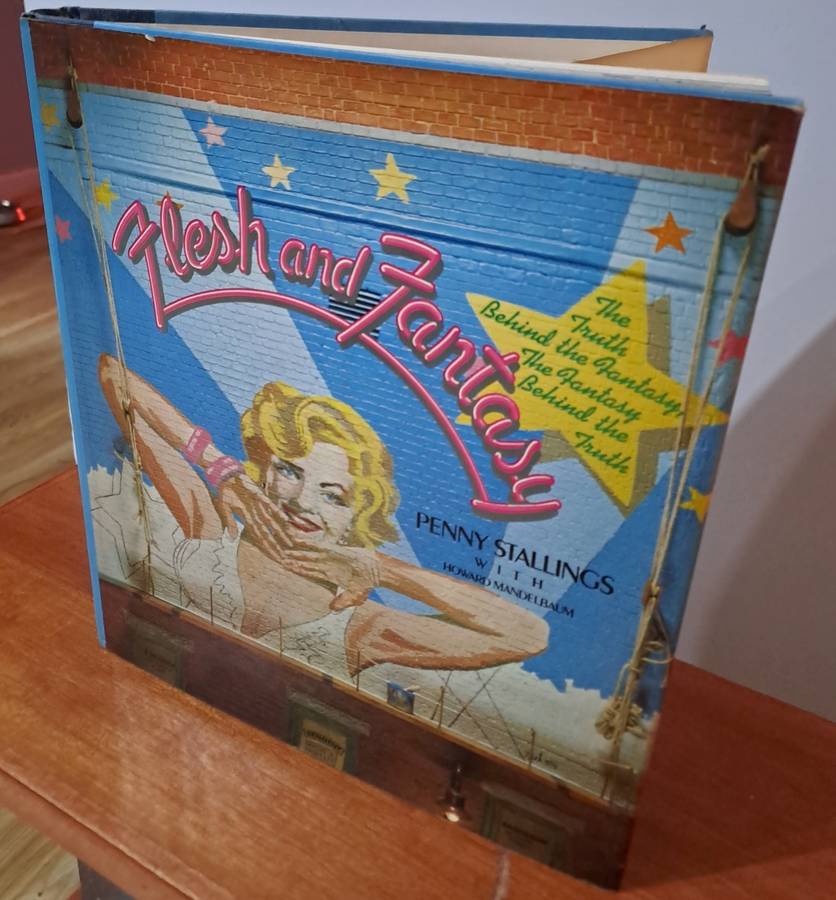 Flesh and Fantasy
The
Truth
Behind the Fantasy,
The Fantasy
Behind the
Truth
PENNY STALLINGS
WITH
HOWARD MANDELBAUM